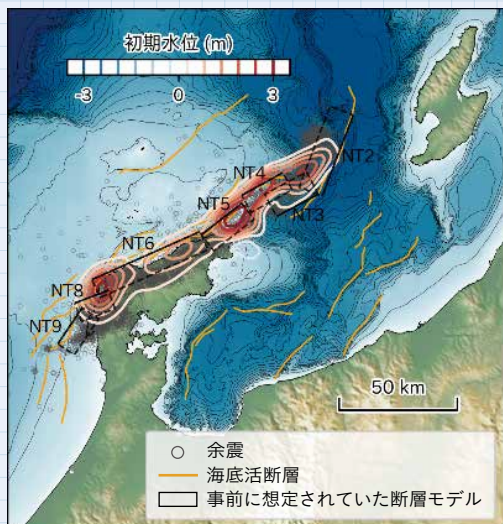 初期水位 (m)
-3 0 3
NT2
NT4
NT3
NT5
NT6
NT8
NT9
50 km
余震
海底活断層
事前に想定されていた断層モデル